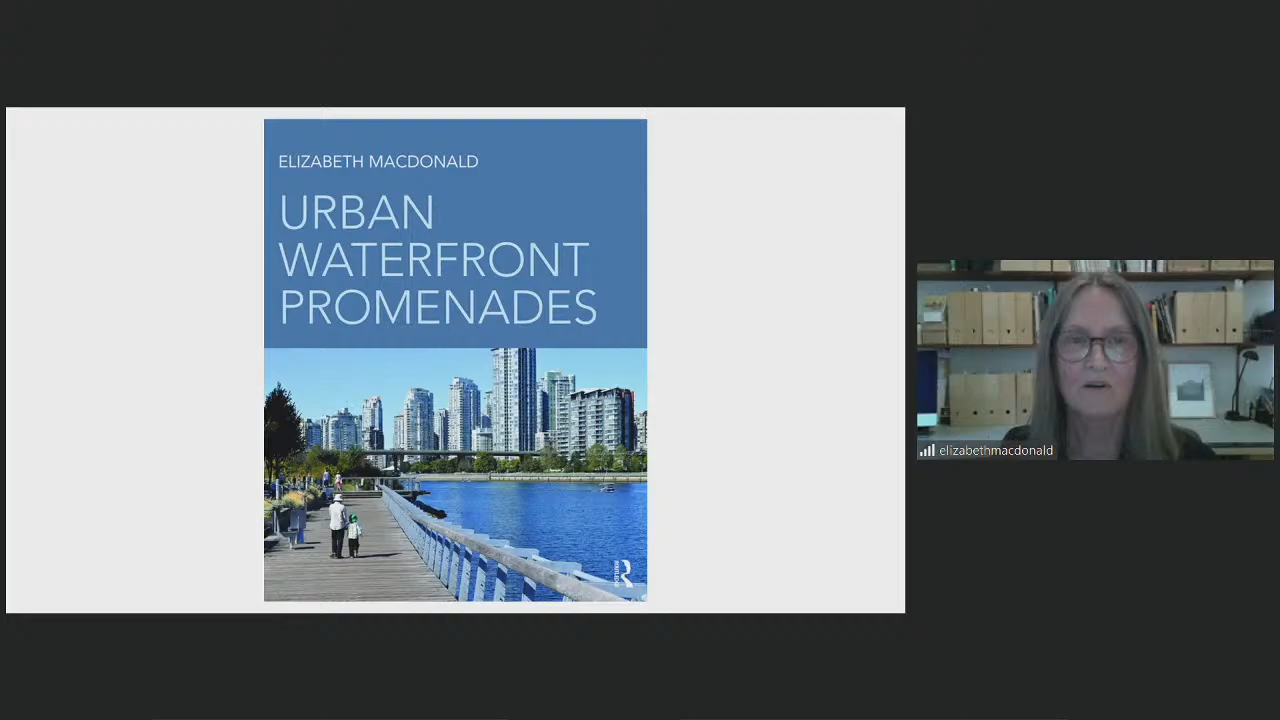 ELIZABETH MACDONALD
URBAN
WATERFRONT
PROMENADES
elizabethmacdonald